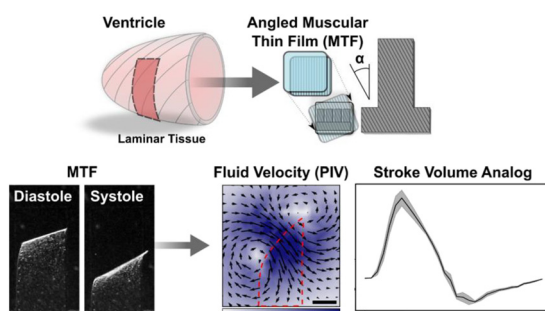 Ventricle
Angled Muscular
Thin Film (MTF)
α
Laminar Tissue
MTF
Fluid Velocity (PIV)
Stroke Volume Analog
Diastole
Systole